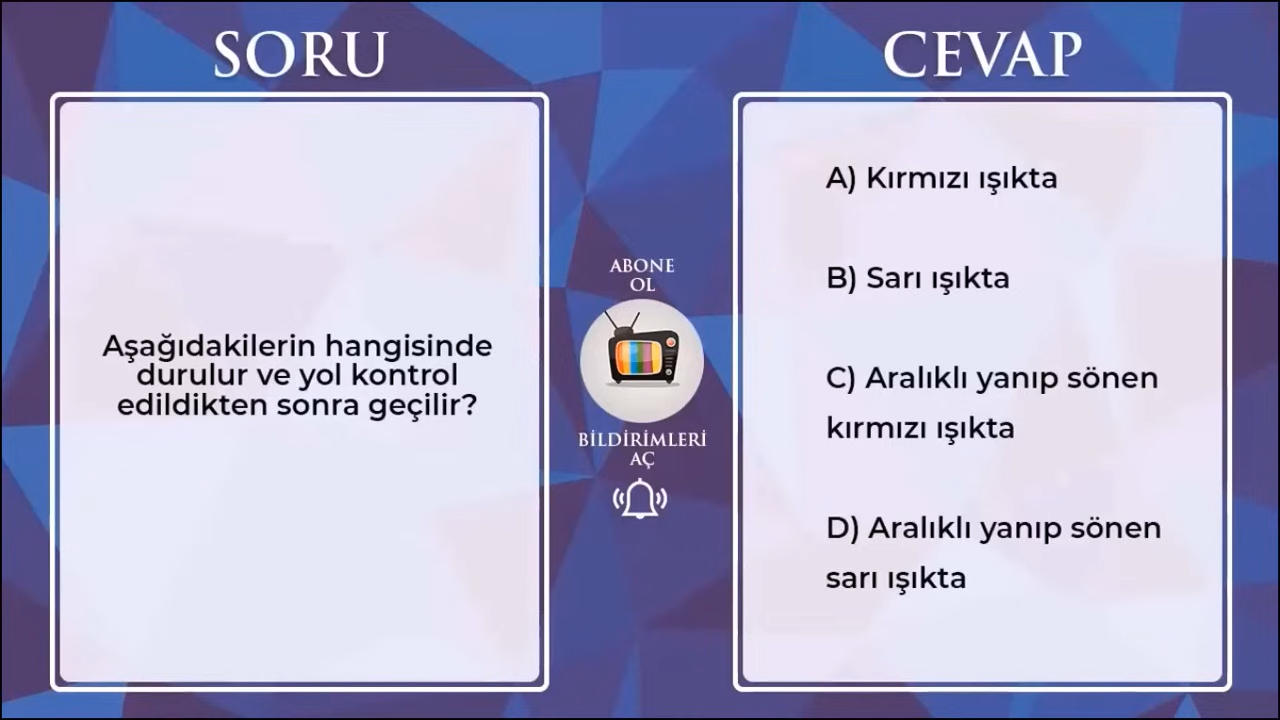 SORU
Aşağıdakilerin hangisinde
durulur ve yol kontrol
edildikten sonra geçilir?
ABONE
OL
BİLDİRİMLERİ
AÇ
CEVAP
A) Kırmızı ışıkta
B) Sarı ışıkta
C) Aralıklı yanıp sönen
kırmızı ışıkta
D) Aralıklı yanıp sönen
sarı ışıkta